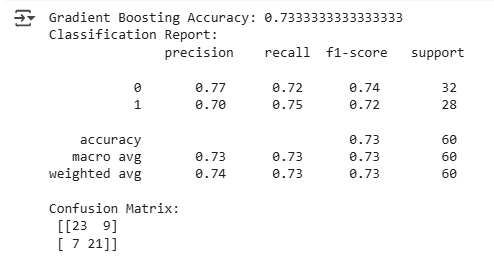 Gradient Boosting Accuracy: 0.7333333333333333
Classification Report:
precision recall f1-score support
0 0.77 0.72 0.74 32
1 0.70 0.75 0.72 28
accuracy 0.73 60
macro avg 0.73 0.73 0.73 60
weighted avg 0.74 0.73 0.73 60
Confusion Matrix:
[[23 9]
[ 7 21]]